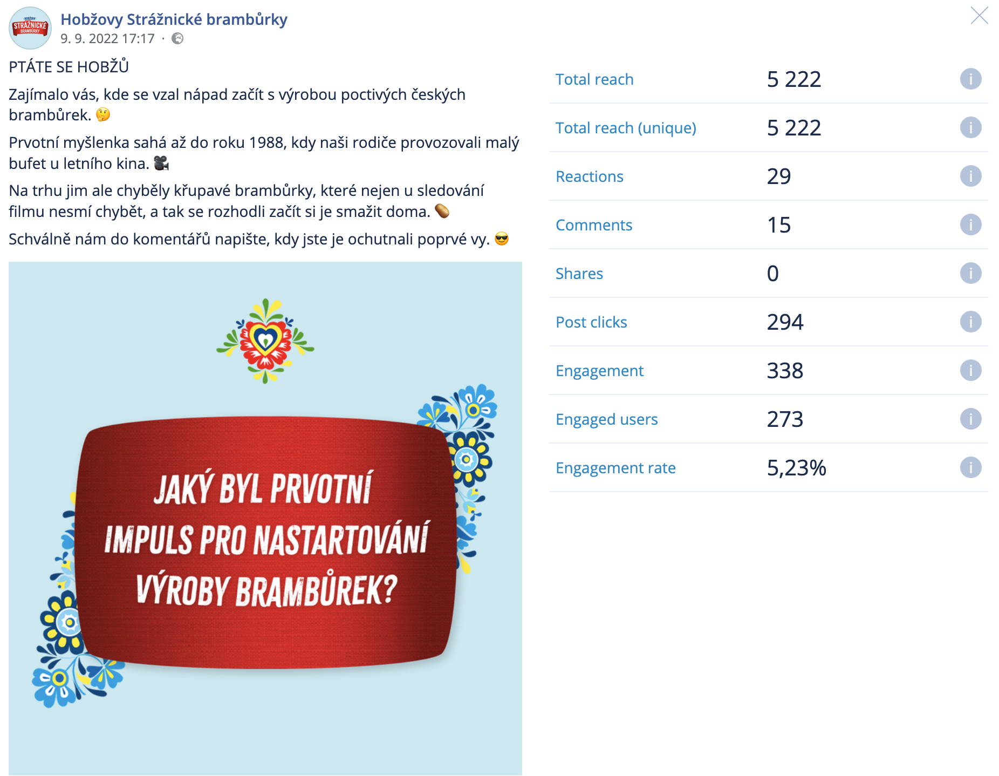 HOBŽOVY
STRÁŽNICKÉ
BRAMBŮRKY
Hobžovy Strážnické brambůrky
9. 9. 2022 17:17 ·
PTÁTE SE HOBŽŮ
Zajímalo vás, kde se vzal nápad začít s výrobou poctivých českých
brambůrek. 🤔
Prvotní myšlenka sahá až do roku 1988, kdy naši rodiče provozovali malý
bufet u letního kina. 🎥
Na trhu jim ale chyběly křupavé brambůrky, které nejen u sledování
filmu nesmí chybět, a tak se rozhodli začít si je smažit doma. 🥔
Schválně nám do komentářů napište, kdy jste je ochutnali poprvé vy. 😎
JAKÝ BYL PRVOTNÍ
IMPULS PRO NASTARTOVÁNÍ
VÝROBY BRAMBŮREK?
Total reach 5 222 i
Total reach (unique) 5 222 i
Reactions 29 i
Comments 15 i
Shares 0 i
Post clicks 294 i
Engagement 338 i
Engaged users 273 i
Engagement rate 5,23% i